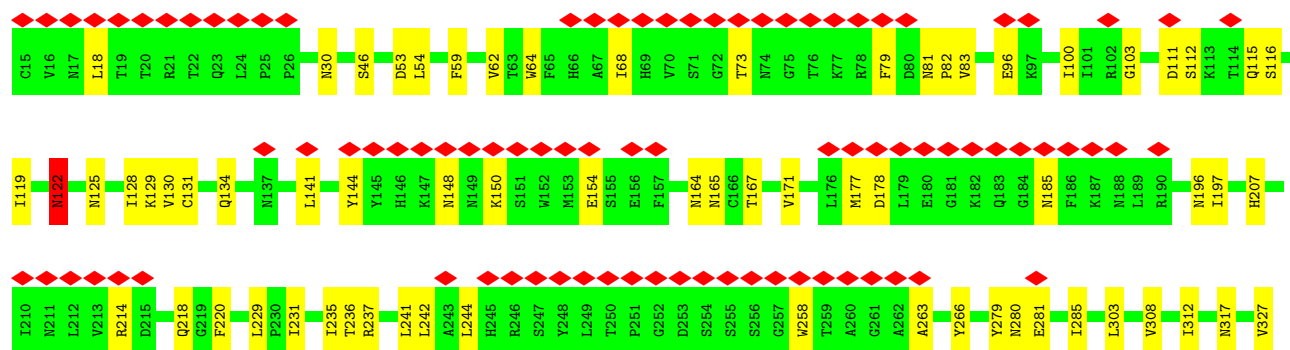 C15 V16 N17 L18 T19 T20 R21 T22 Q23 L24 P25 P26 N30 S46 D53 L54 F59 V62 T63 W64 F65 H66 A67 I68 H69 V70 S71 G72 T73 N74 G75 T76 K77 R78 F79 D80 N81 P82 V83 E96 K97 I100 I101 R102 G103 D111 S112 K113 T114 Q115 S116
I119 N122 N125 I128 K129 V130 C131 Q134 N137 L141 Y144 Y145 H146 K147 N148 N149 K150 S151 W152 M153 E154 S155 E156 F157 N164 N165 C166 T167 V171 L176 M177 D178 L179 E180 G181 K182 Q183 G184 N185 F186 K187 N188 L189 R190 N196 I197 H207
I210 N211 L212 V213 R214 D215 Q218 G219 F220 L229 P230 I231 I235 T236 R237 L241 L242 A243 L244 H245 R246 S247 Y248 L249 T250 P251 G252 D253 S254 S255 S256 G257 W258 T259 A260 G261 A262 A263 Y266 Y279 N280 E281 I285 L303 V308 I312 N317 V327